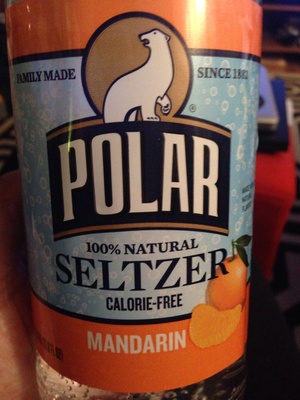 FAMILY MADE
SINCE 1882
POLAR
100% NATURAL
SELTZER
CALORIE-FREE
MANDARIN